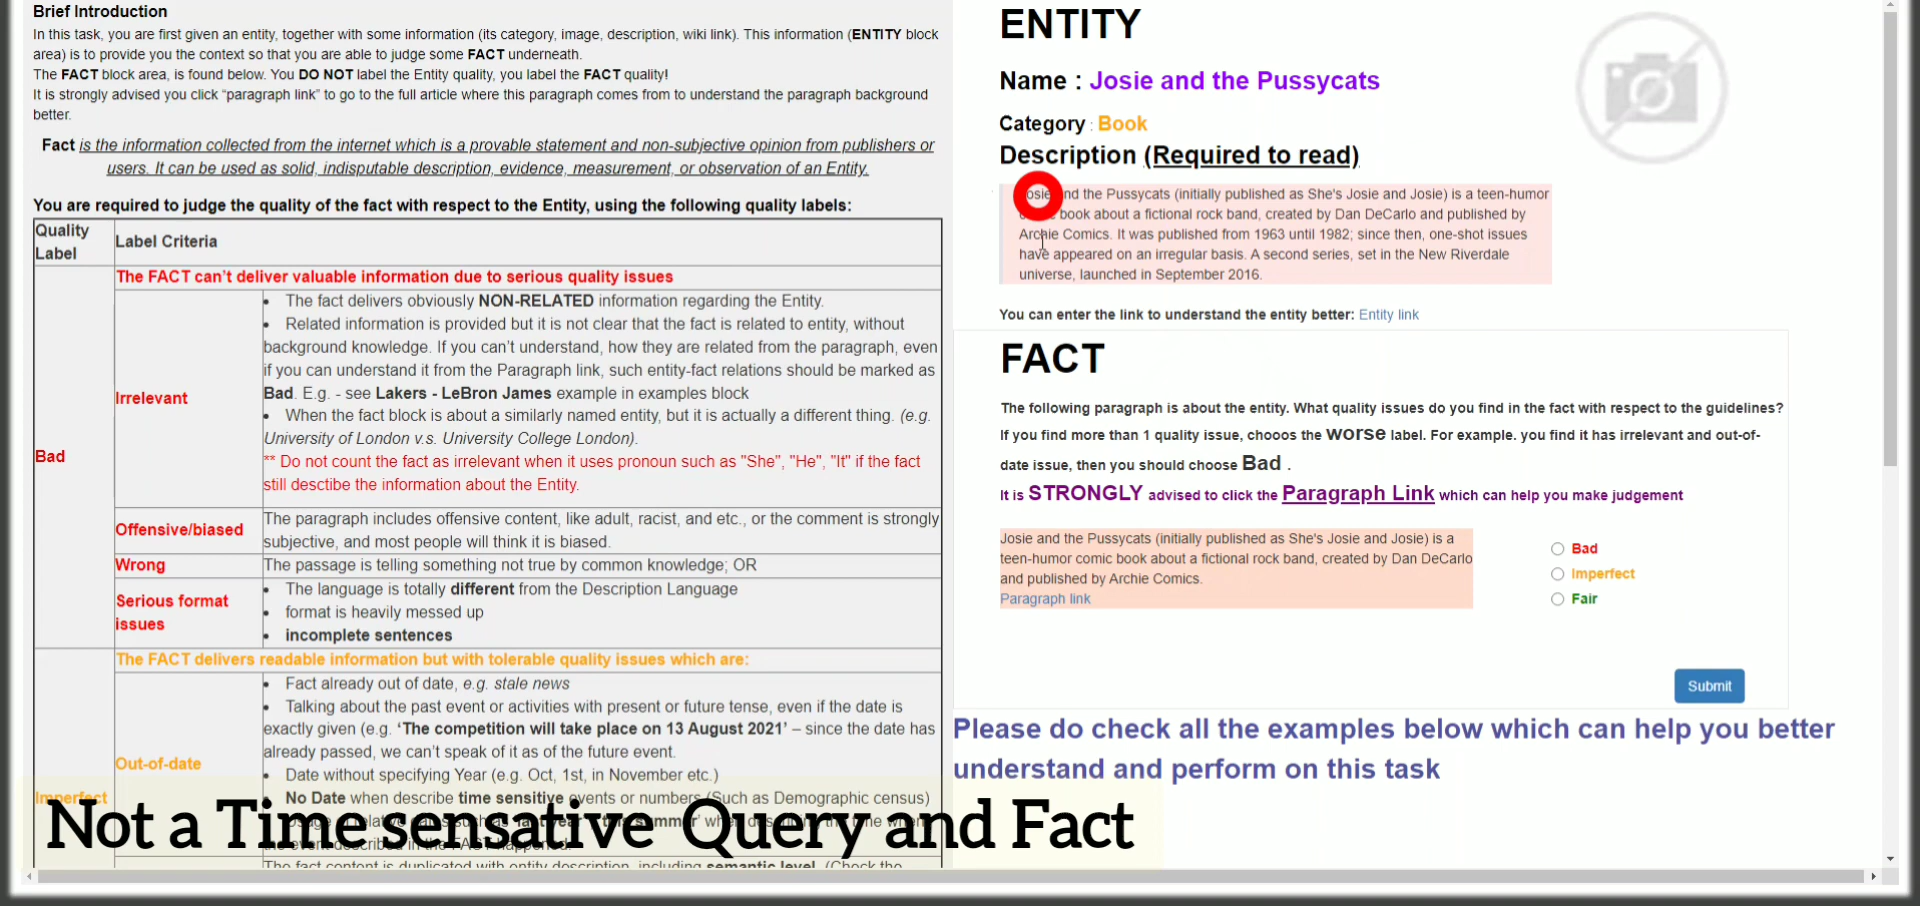 Brief Introduction
In this task, you are first given an entity, together with some information (its category, image, description, wiki link). This information (ENTITY block
area) is to provide you the context so that you are able to judge some FACT underneath.
The FACT block area, is found below. You DO NOT label the Entity quality, you label the FACT quality!
It is strongly advised you click "paragraph link" to go to the full article where this paragraph comes from to understand the paragraph background
better.
Fact is the information collected from the internet which is a provable statement and non-subjective opinion from publishers or
users. It can be used as solid, indisputable description, evidence, measurement, or observation of an Entity.
You are required to judge the quality of the fact with respect to the Entity, using the following quality labels:
Quality
Label
Label Criteria
The FACT can't deliver valuable information due to serious quality issues
Bad
Irrelevant
• The fact delivers obviously NON-RELATED information regarding the Entity.
• Related information is provided but it is not clear that the fact is related to entity, without
background knowledge. If you can't understand, how they are related from the paragraph, even
if you can understand it from the Paragraph link, such entity-fact relations should be marked as
Bad. E.g. - see Lakers - LeBron James example in examples block
• When the fact block is about a similarly named entity, but it is actually a different thing. (e.g.
University of London v.s. University College London).
** Do not count the fact as irrelevant when it uses pronoun such as "She", "He", "It" if the fact
still desctibe the information about the Entity.
Offensive/biased
The paragraph includes offensive content, like adult, racist, and etc., or the comment is strongly
subjective, and most people will think it is biased.
Wrong
The passage is telling something not true by common knowledge; OR
Serious format
issues
• The language is totally different from the Description Language
• format is heavily messed up
• incomplete sentences
The FACT delivers readable information but with tolerable quality issues which are:
Imperfect
Out-of-date
• Fact already out of date, e.g. stale news
• Talking about the past event or activities with present or future tense, even if the date is
exactly given (e.g. 'The competition will take place on 13 August 2021' – since the date has
already passed, we can't speak of it as of the future event.
• Date without specifying Year (e.g. Oct, 1st, in November etc.)
• No Date when describe time sensitive events or numbers (Such as Demographic census)
The fact content is duplicated with entity description, including semantic level. (Check the
Not a Time sensative Query and Fact
ENTITY
Name : Josie and the Pussycats
Category : Book
Description (Required to read)
and the Pussycats (initially published as She's Josie and Josie) is a teen-humor
book about a fictional rock band, created by Dan DeCarlo and published by
Archie Comics. It was published from 1963 until 1982; since then, one-shot issues
have appeared on an irregular basis. A second series, set in the New Riverdale
universe, launched in September 2016.
You can enter the link to understand the entity better: Entity link
FACT
The following paragraph is about the entity. What quality issues do you find in the fact with respect to the guidelines?
If you find more than 1 quality issue, chooos the worse label. For example. you find it has irrelevant and out-of-
date issue, then you should choose Bad .
It is STRONGLY advised to click the Paragraph Link which can help you make judgement
Josie and the Pussycats (initially published as She's Josie and Josie) is a
teen-humor comic book about a fictional rock band, created by Dan DeCarlo
and published by Archie Comics.
Paragraph link
Bad
Imperfect
Fair
Submit
Please do check all the examples below which can help you better
understand and perform on this task